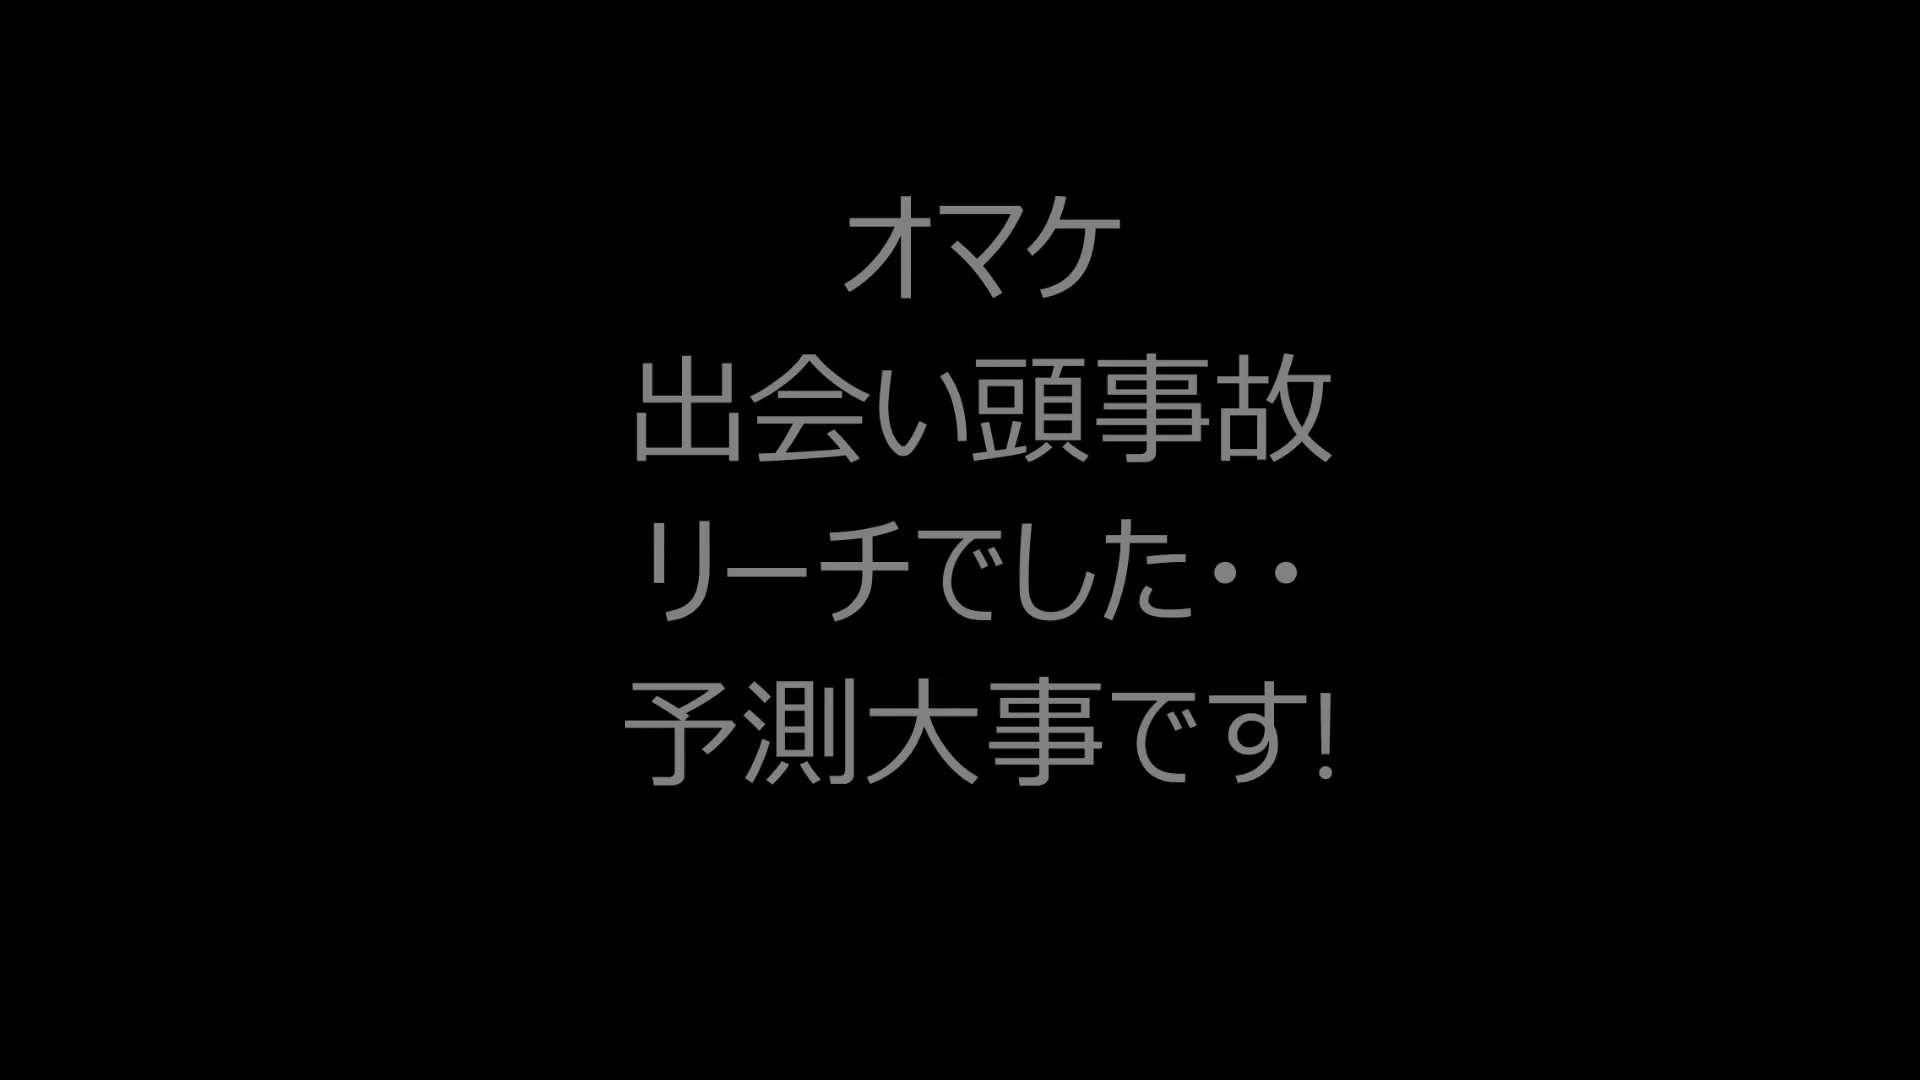 オマケ
出会い頭事故
リーチでした・・
予測大事です!